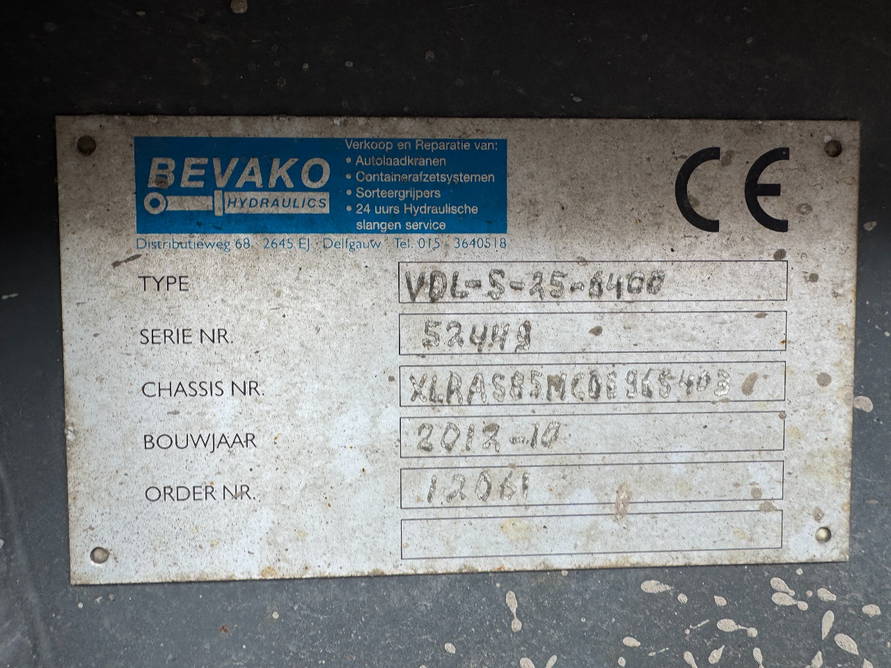 BEVAKO
HYDRAULICS
Verkoop en Reparatie van:
• Autolaadkranen
• Containerafzetsystemen
• Sorteergrijpers
• 24 uurs Hydraulische
slangen service
CE
Distributieweg 68 · 2645 EJ · Delfgauw · Tel. 015 - 3640518
TYPE VDL-S-25-6400
SERIE NR. 52449
CHASSIS NR.
BOUWJAAR 2012-10
ORDER NR. 12061